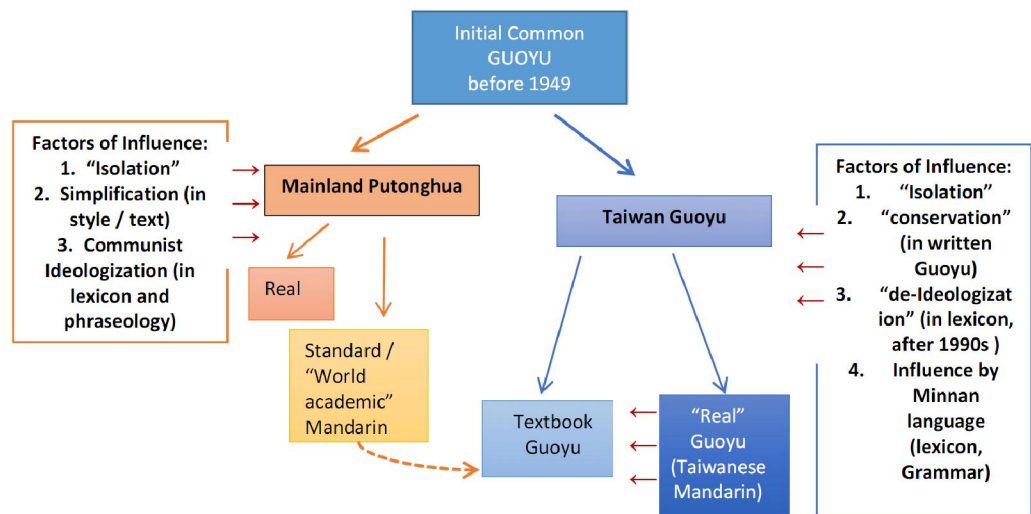 Initial Common
GUOYU
before 1949
Factors of Influence:
1. “Isolation”
2. Simplification (in
style / text)
3. Communist
Ideologization (in
lexicon and
phraseology)
Mainland Putonghua
Taiwan Guoyu
Factors of Influence:
1. “Isolation”
2. “conservation”
(in written
Guoyu)
3. “de-Ideologizat
ion” (in lexicon,
after 1990s )
4. Influence by
Minnan
language
(lexicon,
Grammar)
Real
Standard /
“World
academic”
Mandarin
Textbook
Guoyu
“Real”
Guoyu
(Taiwanese
Mandarin)